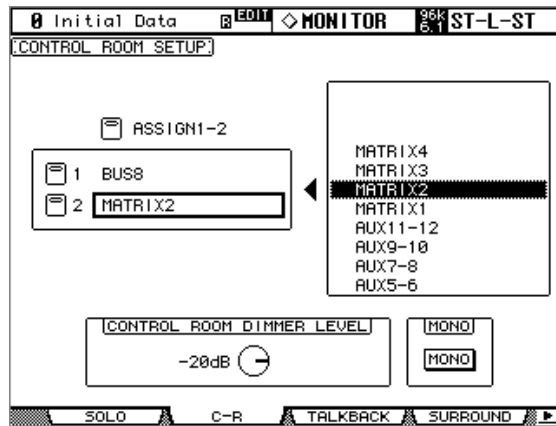 0 Initial Data R EDIT ◇MONITOR 96k 6.1 ST-L-ST
CONTROL ROOM SETUP
ASSIGN1-2
1 BUS8
2 MATRIX2
MATRIX4
MATRIX3
MATRIX2
MATRIX1
AUX11-12
AUX9-10
AUX7-8
AUX5-6
CONTROL ROOM DIMMER LEVEL
-20dB
MONO
MONO
SOLO C-R TALKBACK SURROUND